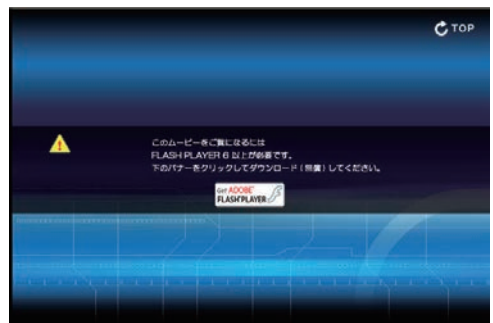 TOP
このムービーをご覧になるには
FLASH PLAYER 6 以上が必要です。
下のバナーをクリックしてダウンロード(無償)してください。
Get ADOBE®
FLASH® PLAYER